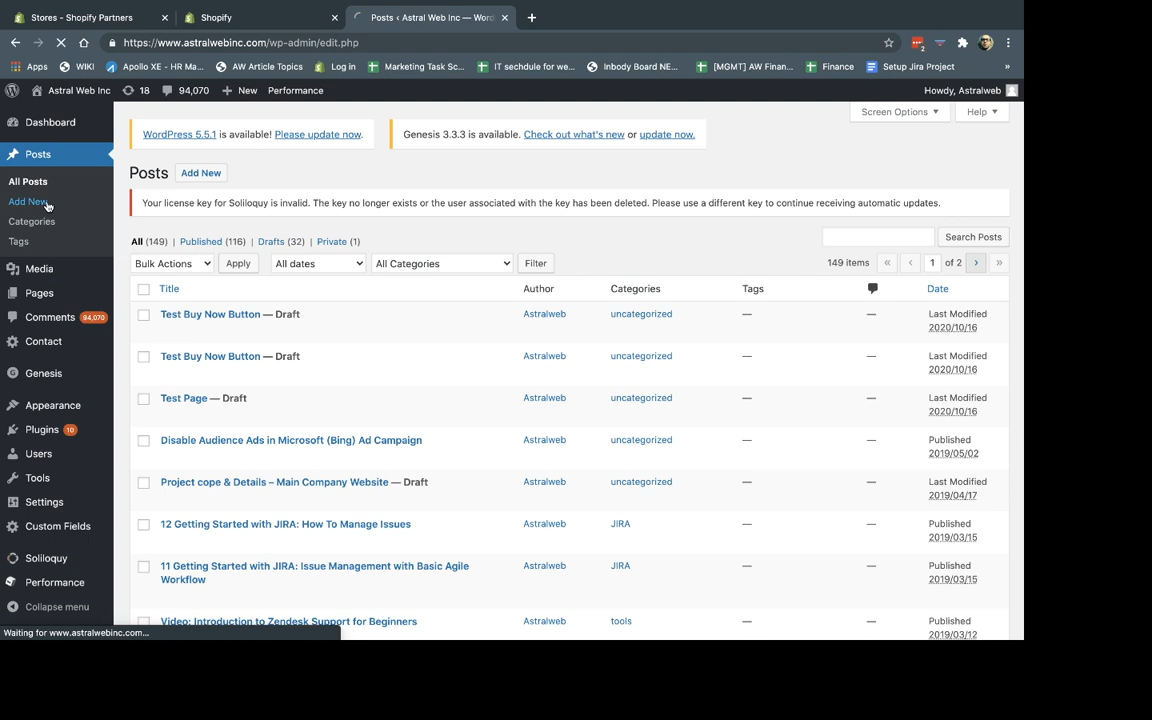 Stores - Shopify Partners
Shopify
Posts ‹ Astral Web Inc — Word
https://www.astralwebinc.com/wp-admin/edit.php
2
Apps WIKI Apollo XE - HR Ma... AW Article Topics Log in Marketing Task Sc... IT sechdule for we... Inbody Board NE... [MGMT] AW Finan... Finance Setup Jira Project »
Astral Web Inc 18 94,070 + New Performance Howdy, Astralweb
Dashboard
Posts
All Posts
Add New
Categories
Tags
Media
Pages
Comments 94,070
Contact
Genesis
Appearance
Plugins 10
Users
Tools
Settings
Custom Fields
Soliloquy
Performance
Collapse menu
Waiting for www.astralwebinc.com...
Screen Options Help
WordPress 5.5.1 is available! Please update now.
Genesis 3.3.3 is available. Check out what's new or update now.
Posts Add New
Your license key for Soliloquy is invalid. The key no longer exists or the user associated with the key has been deleted. Please use a different key to continue receiving automatic updates.
All (149) | Published (116) | Drafts (32) | Private (1)
Search Posts
Bulk Actions Apply All dates All Categories Filter
149 items « ‹ 1 of 2 › »
Title Author Categories Tags Date
Test Buy Now Button — Draft Astralweb uncategorized — — Last Modified
2020/10/16
Test Buy Now Button — Draft Astralweb uncategorized — — Last Modified
2020/10/16
Test Page — Draft Astralweb uncategorized — — Last Modified
2020/10/16
Disable Audience Ads in Microsoft (Bing) Ad Campaign Astralweb uncategorized — — Published
2019/05/02
Project cope & Details – Main Company Website — Draft Astralweb uncategorized — — Last Modified
2019/04/17
12 Getting Started with JIRA: How To Manage Issues Astralweb JIRA — — Published
2019/03/15
11 Getting Started with JIRA: Issue Management with Basic Agile Astralweb JIRA — — Published
Workflow 2019/03/15
Video: Introduction to Zendesk Support for Beginners Astralweb tools — — Published
2019/03/12